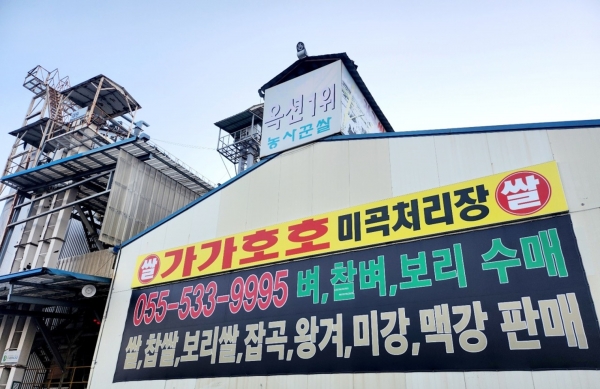 옥션1위
농사꾼쌀
쌀 가가호호 미곡처리장 쌀
055-533-9995 벼,찰벼,보리 수매
쌀,찹쌀,보리쌀,잡곡,왕겨,미강,맥강 판매